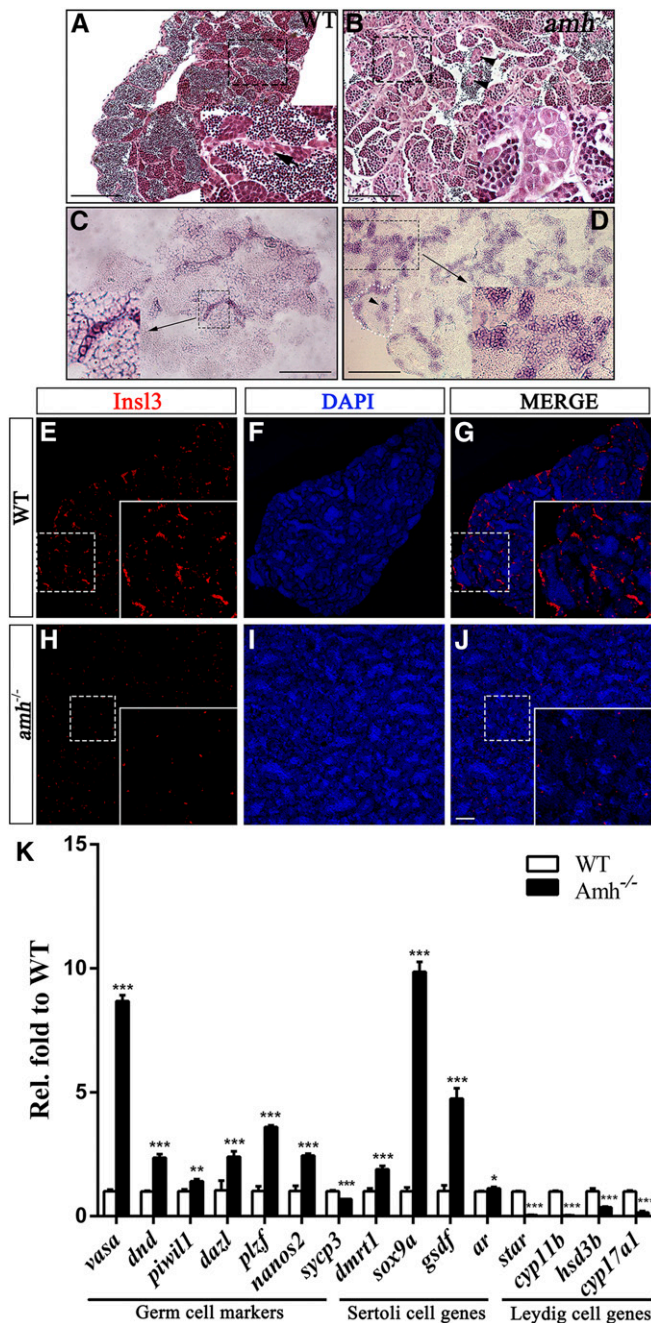 A
WT
B
amh-/-
C
D
Insl3
DAPI
MERGE
WT
E
F
G
amh-/-
H
I
J
K
15
10
5
0
Rel. fold to WT
WT
Amh-/-
***
***
**
***
***
***
***
***
***
***
*
***
***
***
***
vasa
dnd
piwil1
dazl
plzf
nanos2
sycp3
dmrt1
sox9a
gsdf
ar
star
cyp11b
hsd3b
cyp17a1
Germ cell markers
Sertoli cell genes
Leydig cell genes